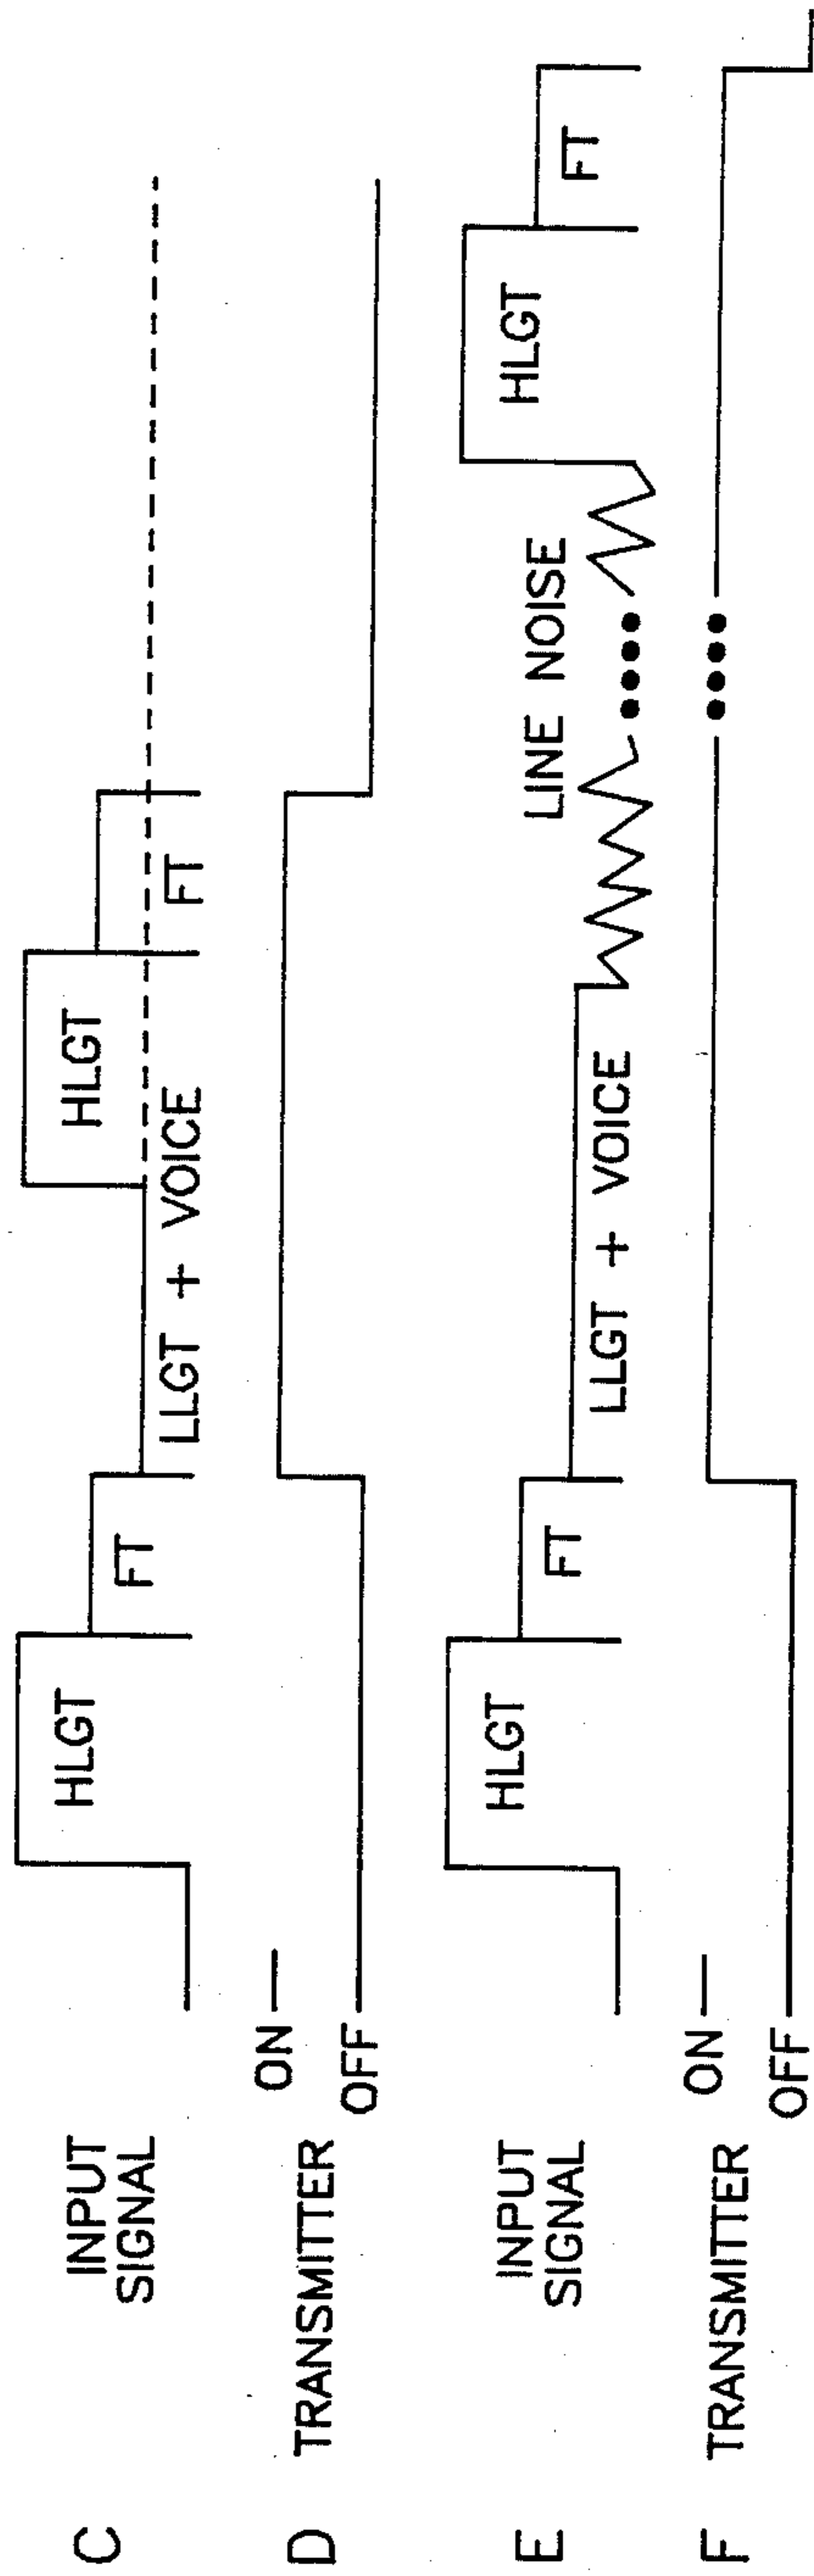 C
INPUT
SIGNAL
HLGT
FT
LLGT + VOICE
HLGT
FT
D
TRANSMITTER
ON
OFF
E
INPUT
SIGNAL
HLGT
FT
LLGT + VOICE
LINE NOISE
HLGT
FT
F
TRANSMITTER
ON
OFF